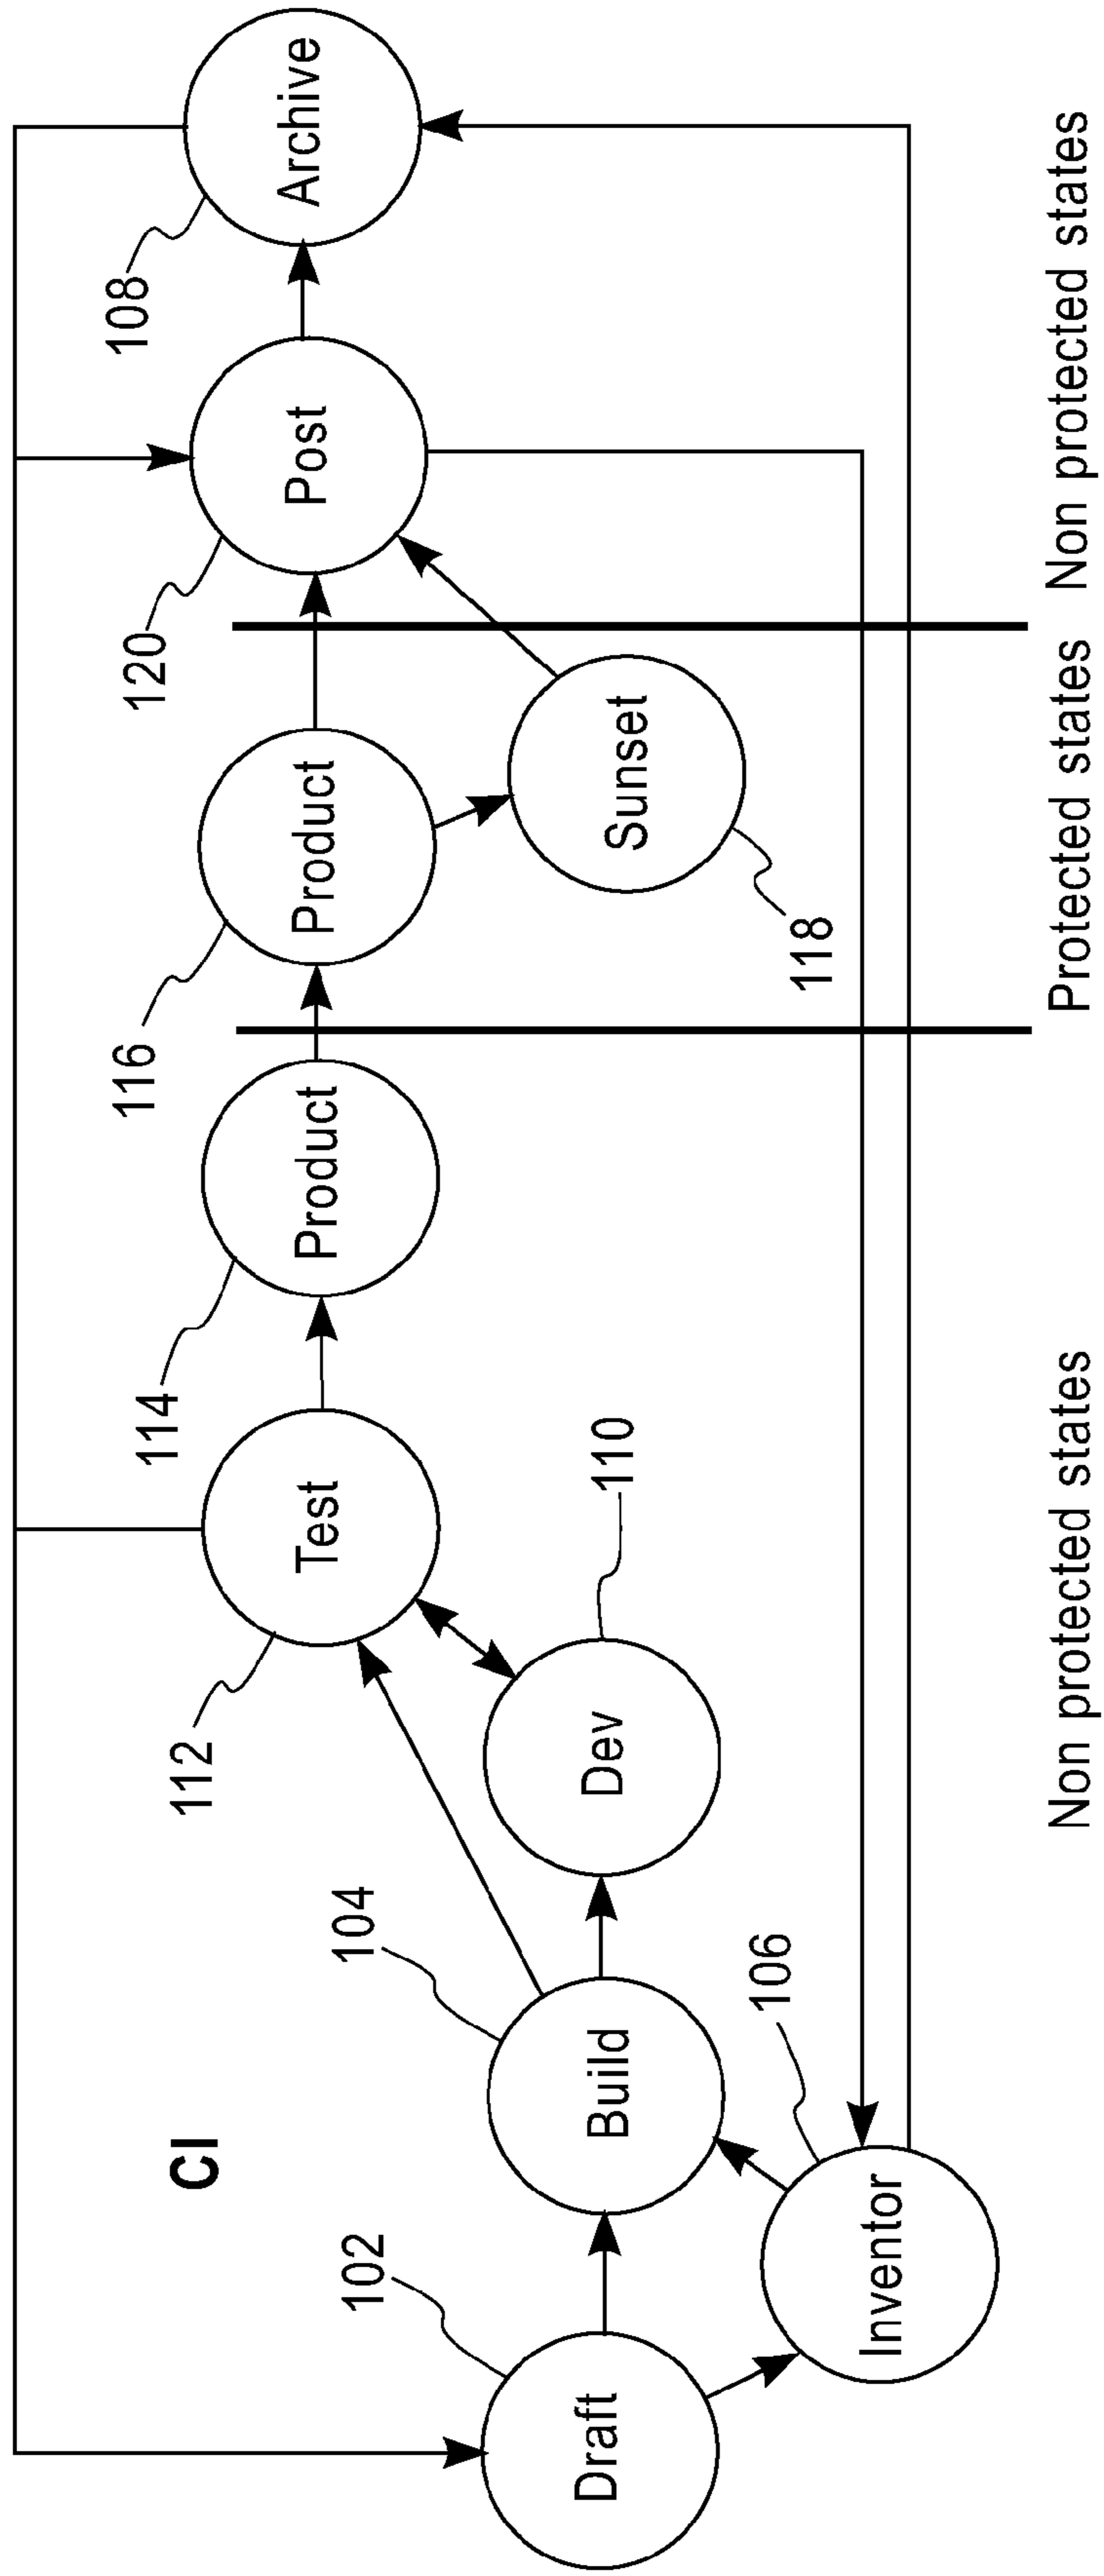 CI
102
Draft
104
Build
106
Inventor
110
Dev
112
Test
114
Product
116
Product
118
Sunset
120
Post
108
Archive
Non protected states
Protected states
Non protected states